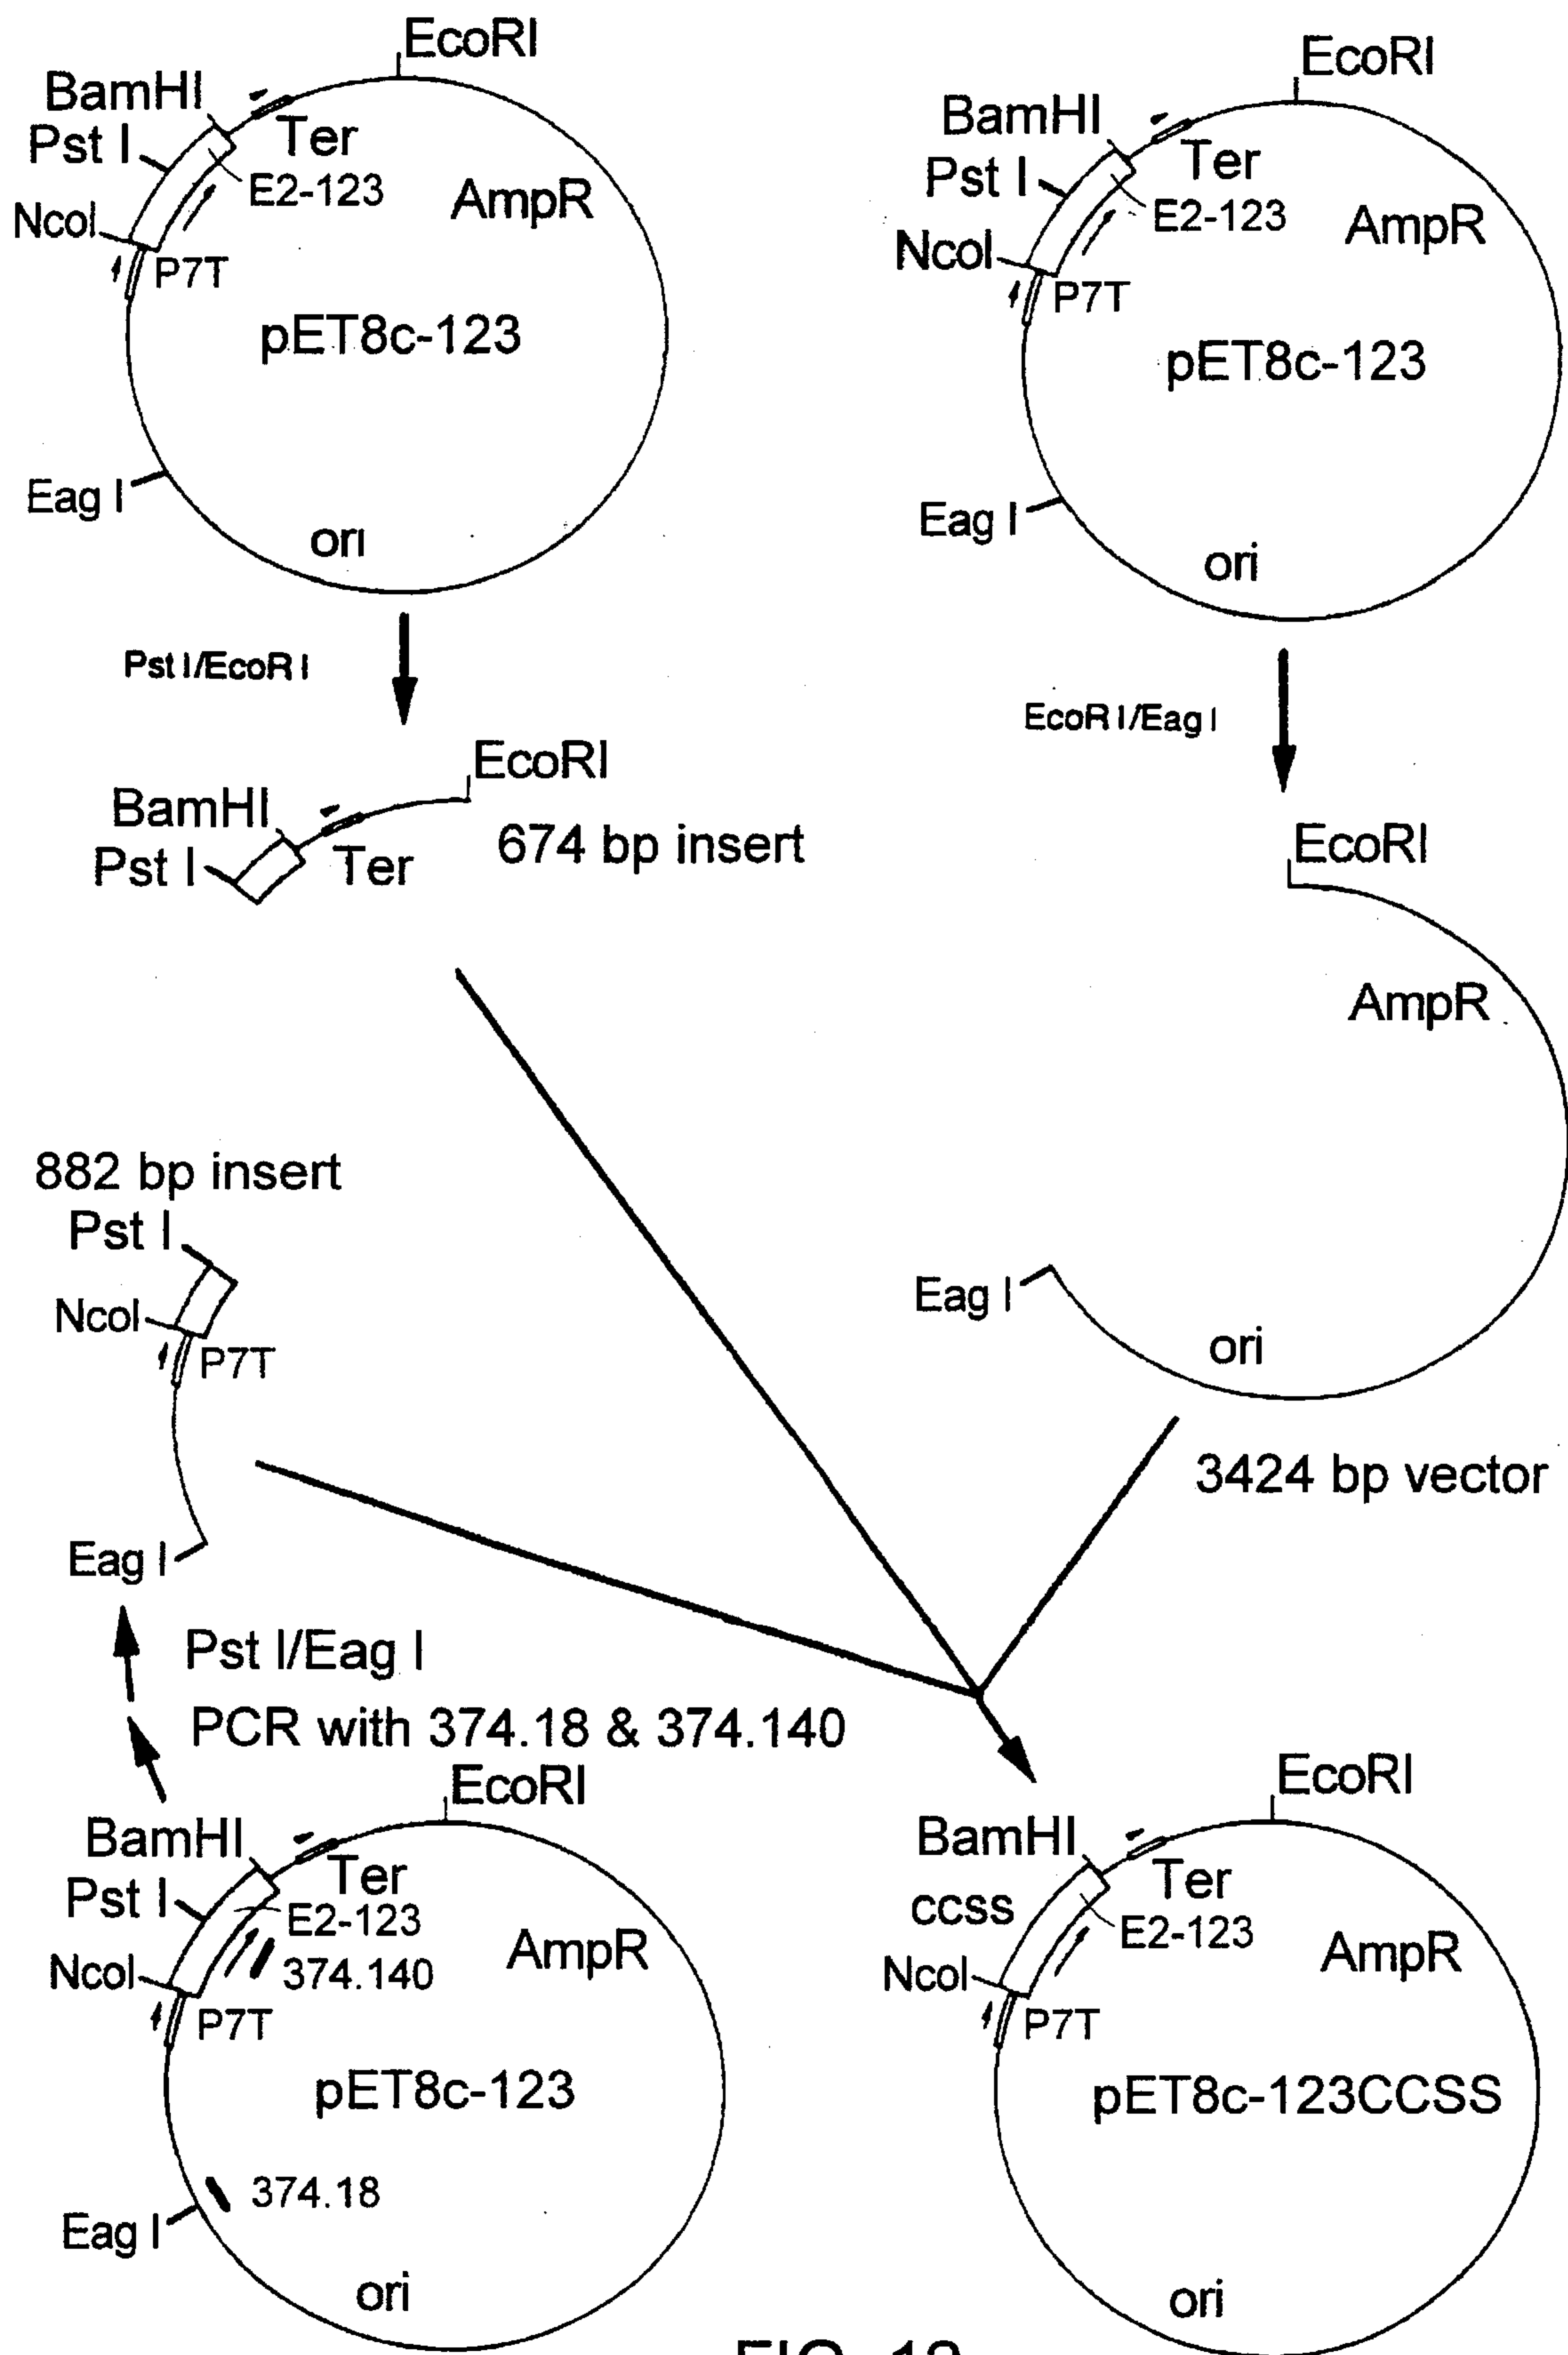 EcoRI
BamHI
Pst I
Ter
E2-123
NcoI
AmpR
P7T
pET8c-123
Eag I
ori
EcoRI
BamHI
Pst I
Ter
E2-123
NcoI
AmpR
P7T
pET8c-123
Eag I
ori
Pst I/EcoR I
EcoR I/Eag I
EcoRI
BamHI
Pst I
Ter
674 bp insert
EcoRI
AmpR
Eag I
ori
3424 bp vector
882 bp insert
Pst I
NcoI
P7T
Eag I
Pst I/Eag I
PCR with 374.18 & 374.140
EcoRI
BamHI
Pst I
Ter
E2-123
374.140
NcoI
AmpR
P7T
pET8c-123
374.18
Eag I
ori
EcoRI
BamHI
CCSS
Ter
E2-123
NcoI
AmpR
P7T
pET8c-123CCSS
ori